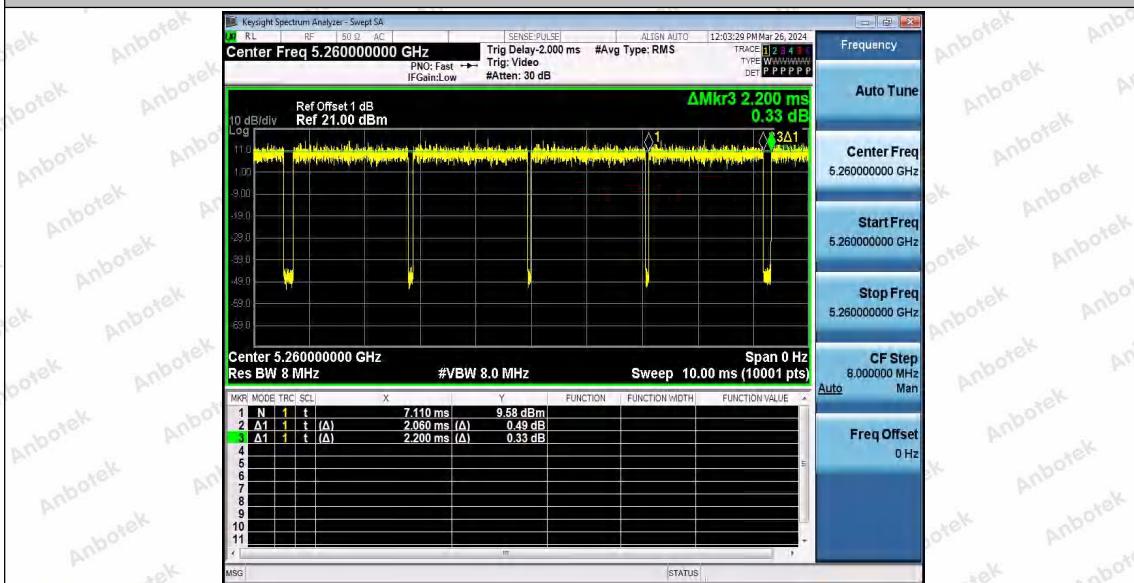 Keysight Spectrum Analyzer - Swept SA
RL RF 50 Ω AC SENSE:PULSE ALIGN AUTO 12:03:29 PM Mar 26, 2024
Center Freq 5.260000000 GHz
PNO: Fast
IFGain:Low
Trig Delay-2.000 ms
Trig: Video
#Atten: 30 dB
#Avg Type: RMS
TRACE 1 2 3 4 5 6
TYPE W
DET P P P P P P
ΔMkr3 2.200 ms
0.33 dB
Ref Offset 1 dB
10 dB/div Ref 21.00 dBm
Log
11.0
1.00
-9.00
-19.0
-29.0
-39.0
-49.0
-59.0
-69.0
1
3Δ1
Center 5.260000000 GHz Span 0 Hz
Res BW 8 MHz #VBW 8.0 MHz Sweep 10.00 ms (10001 pts)
MKR MODE TRC SCL X Y FUNCTION FUNCTION WIDTH FUNCTION VALUE
1 N 1 t 7.110 ms 9.58 dBm
2 Δ1 1 t (Δ) 2.060 ms (Δ) 0.49 dB
3 Δ1 1 t (Δ) 2.200 ms (Δ) 0.33 dB
4
5
6
7
8
9
10
11
MSG STATUS
Frequency
Auto Tune
Center Freq
5.260000000 GHz
Start Freq
5.260000000 GHz
Stop Freq
5.260000000 GHz
CF Step
8.000000 MHz
Auto Man
Freq Offset
0 Hz
Anbotek